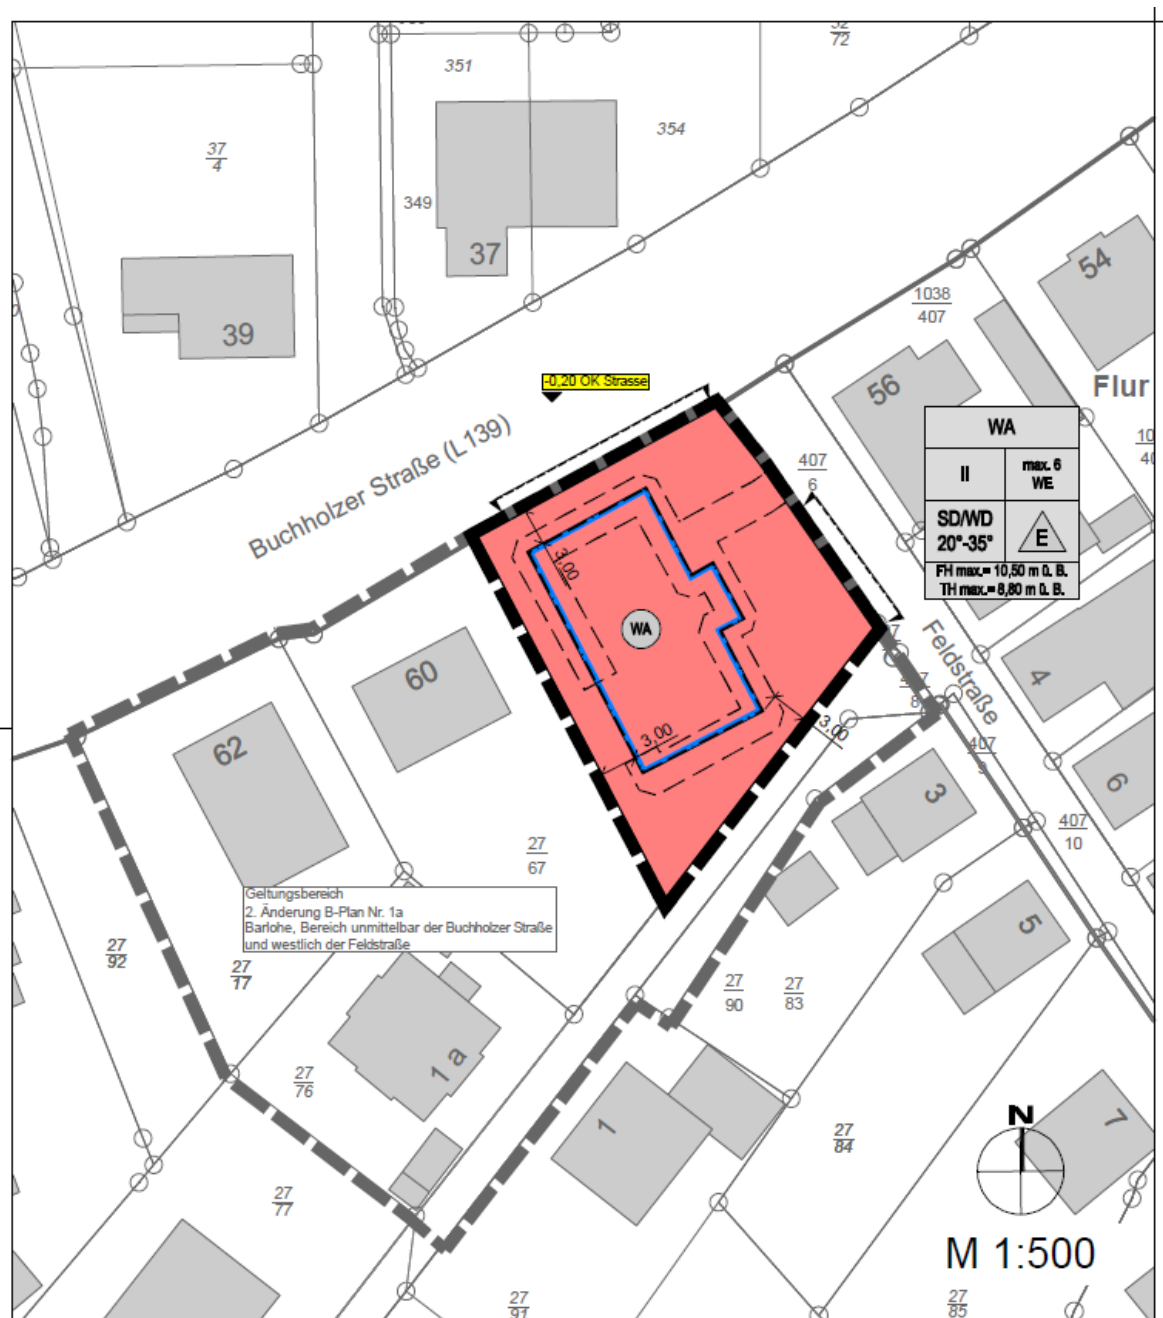 351
32
72
37
4
354
349
37
39
54
1038
407
56
Flur
-0,20 OK Strasse
Buchholzer Straße (L139)
407
6
WA
II
max. 6
WE
SD/WD
20°-35°
E
FH max.= 10,50 m ü. B.
TH max.= 8,80 m ü. B.
3,00
WA
Feldstraße
60
4
62
3,00
3,00
407
9
6
3
407
10
27
67
Geltungsbereich
2. Änderung B-Plan Nr. 1a
Barlohe, Bereich unmittelbar der Buchholzer Straße
und westlich der Feldstraße
5
27
92
27
17
27
90
27
83
1 a
27
76
1
7
N
27
84
27
77
M 1:500
27
91
27
85